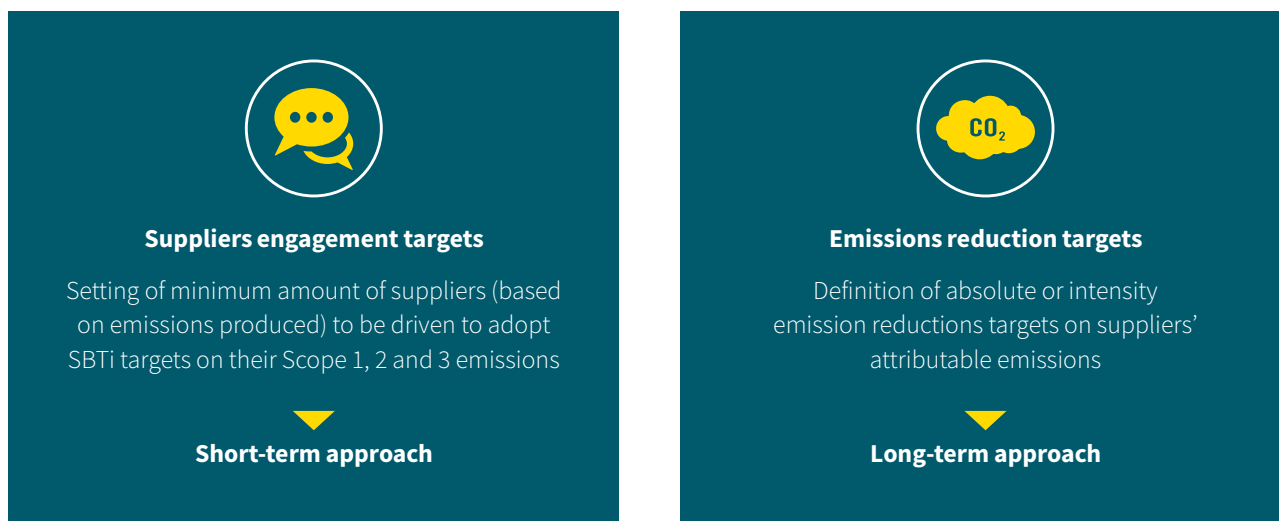 Suppliers engagement targets
Setting of minimum amount of suppliers (based
on emissions produced) to be driven to adopt
SBTi targets on their Scope 1, 2 and 3 emissions
Short-term approach
CO₂
Emissions reduction targets
Definition of absolute or intensity
emission reductions targets on suppliers’
attributable emissions
Long-term approach